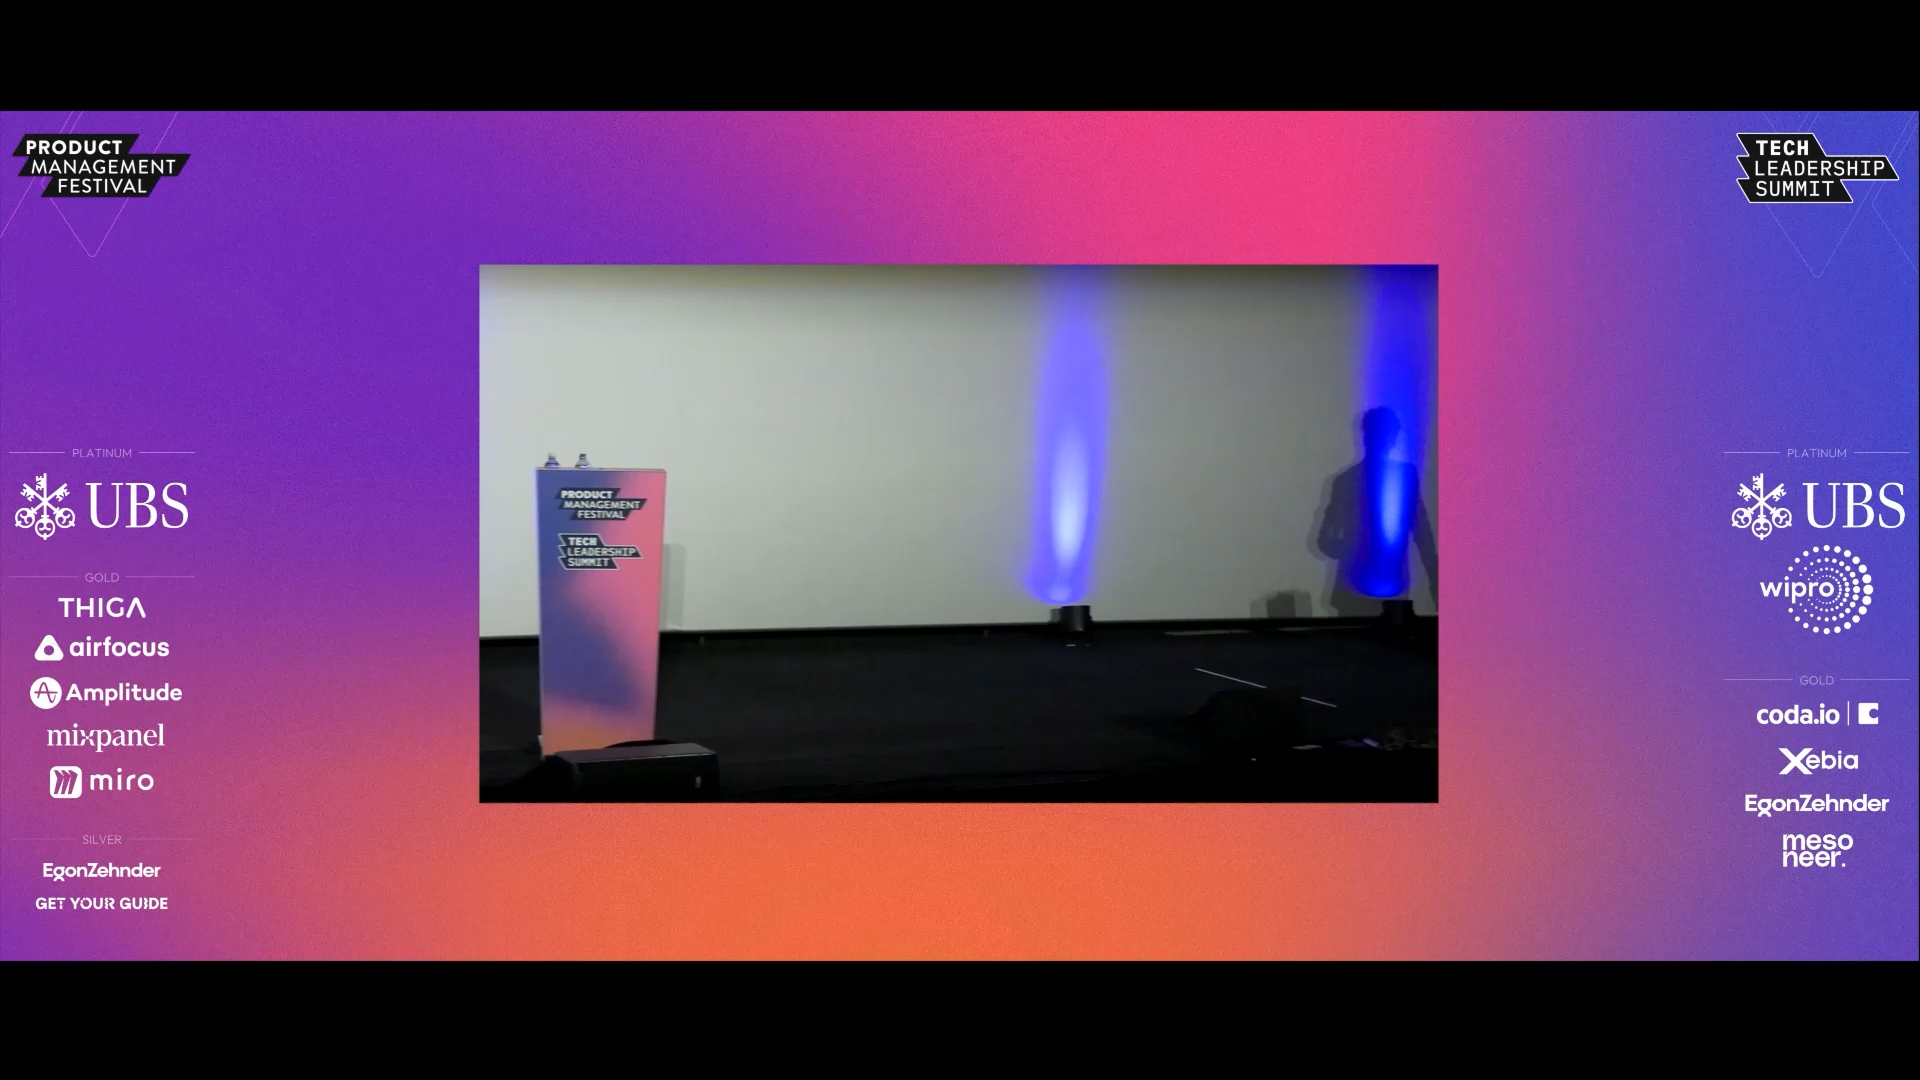 PRODUCT
MANAGEMENT
FESTIVAL
PLATINUM
UBS
GOLD
THIGA
airfocus
Amplitude
mixpanel
miro
SILVER
EgonZehnder
GET YOUR GUIDE
PRODUCT
MANAGEMENT
FESTIVAL
TECH
LEADERSHIP
SUMMIT
TECH
LEADERSHIP
SUMMIT
PLATINUM
UBS
wipro
GOLD
coda.io
Xebia
EgonZehnder
meso
neer.